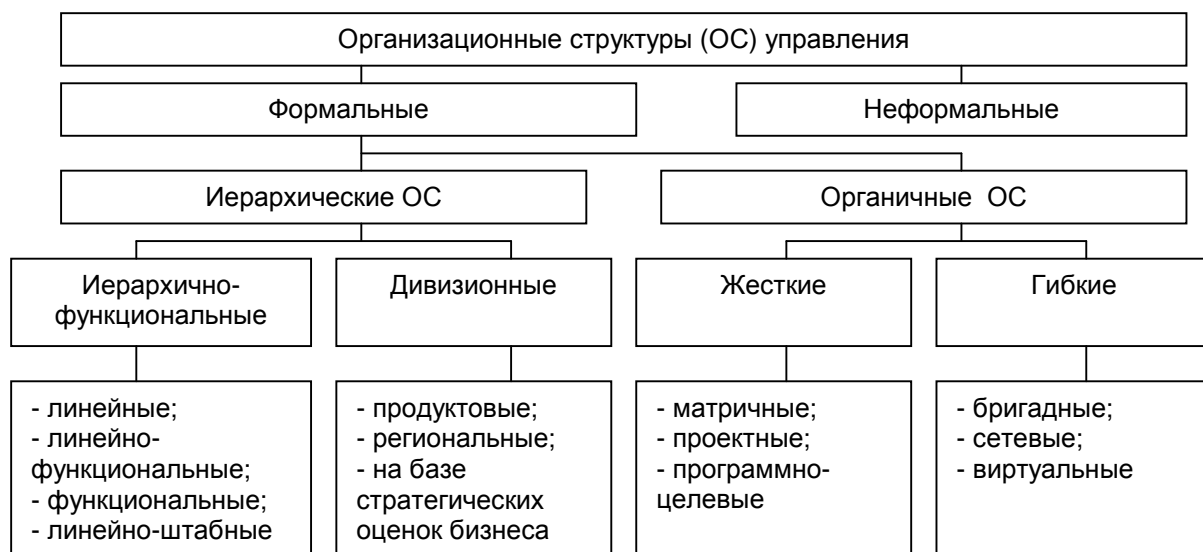 Организационные структуры (ОС) управления
Формальные
Неформальные
Иерархические ОС
Органичные ОС
Иерархично-
функциональные
Дивизионные
Жесткие
Гибкие
- линейные;
- линейно-
функциональные;
- функциональные;
- линейно-штабные
- продуктовые;
- региональные;
- на базе
стратегических
оценок бизнеса
- матричные;
- проектные;
- программно-
целевые
- бригадные;
- сетевые;
- виртуальные